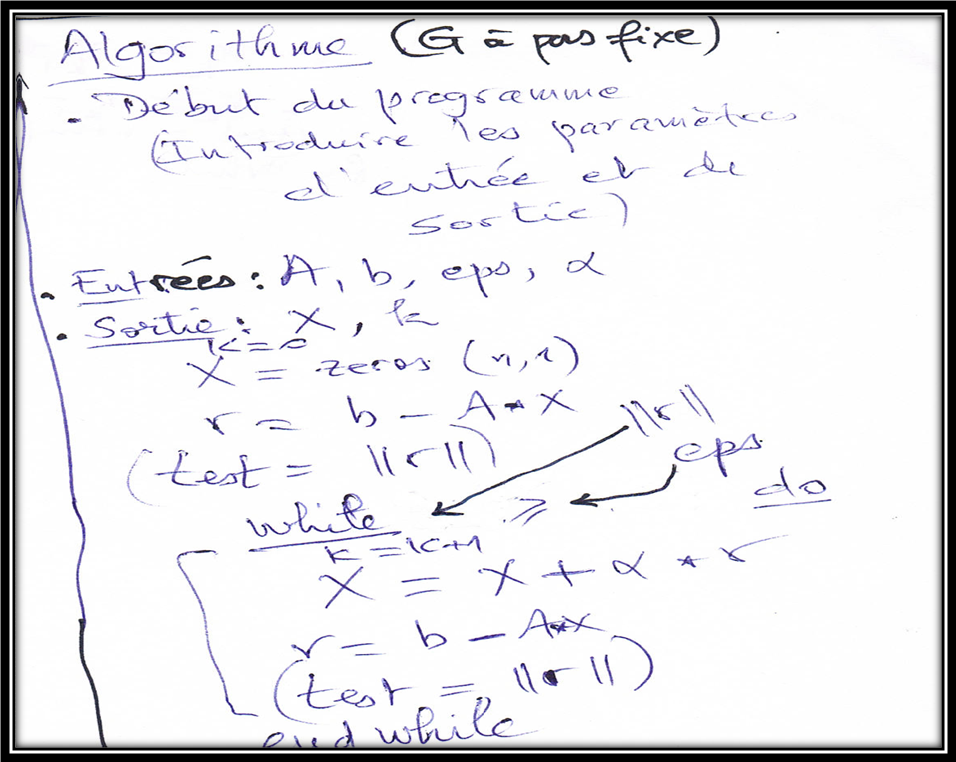 Algorithme (G à pas fixe)
. Début du programme
(Introduire les paramètres
d'entrée et de
sortie)
. Entrées : A, b, eps, α
. Sortie : X, k
k = 0
X = zeros (n,1)
r = b - A * X
(test = ||r||)
||r||
eps
while ≥ do
k = k+1
X = X + α * r
r = b - A*X
(test = ||r||)
end while